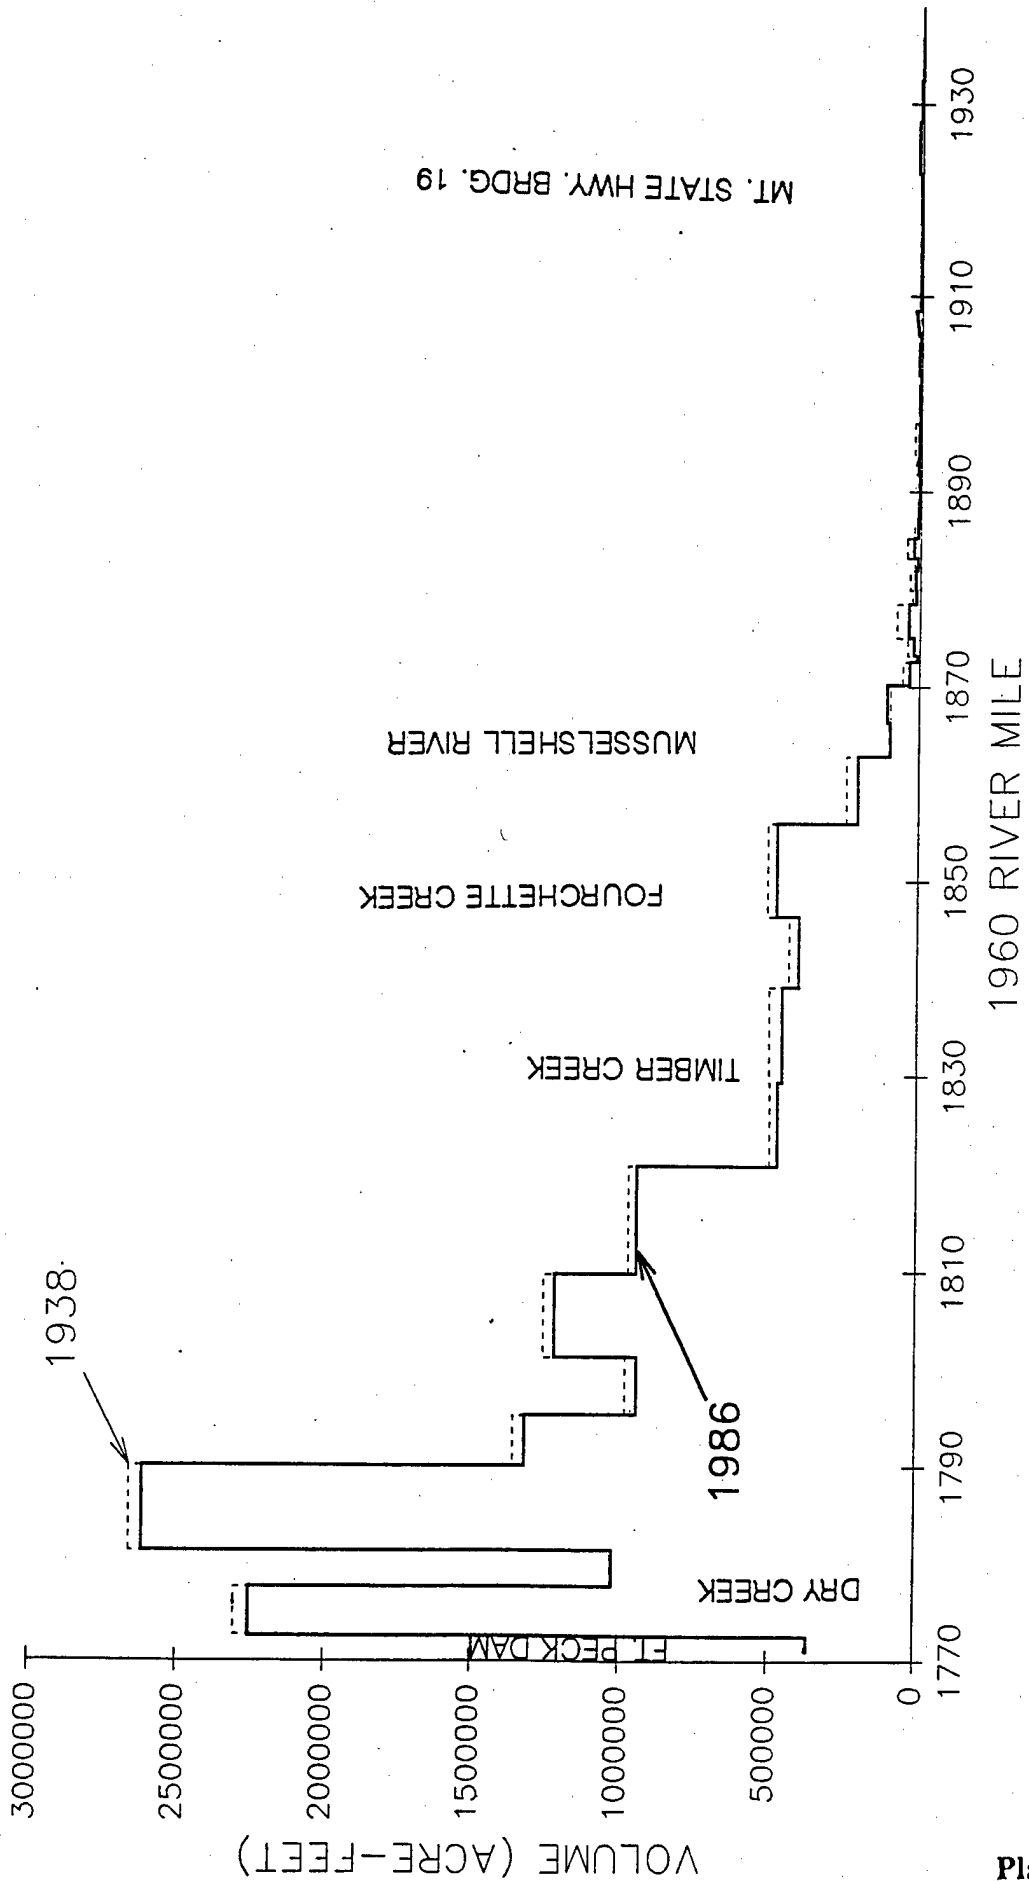 3000000
2500000
2000000
1500000
1000000
500000
0
VOLUME (ACRE-FEET)
1938
1986
FT. PECK DAM
DRY CREEK
TIMBER CREEK
FOURCHETTE CREEK
MUSSELSHELL RIVER
MT. STATE HWY. BRDG. 19
1770
1790
1810
1830
1850
1870
1890
1910
1930
1960 RIVER MILE
Pla